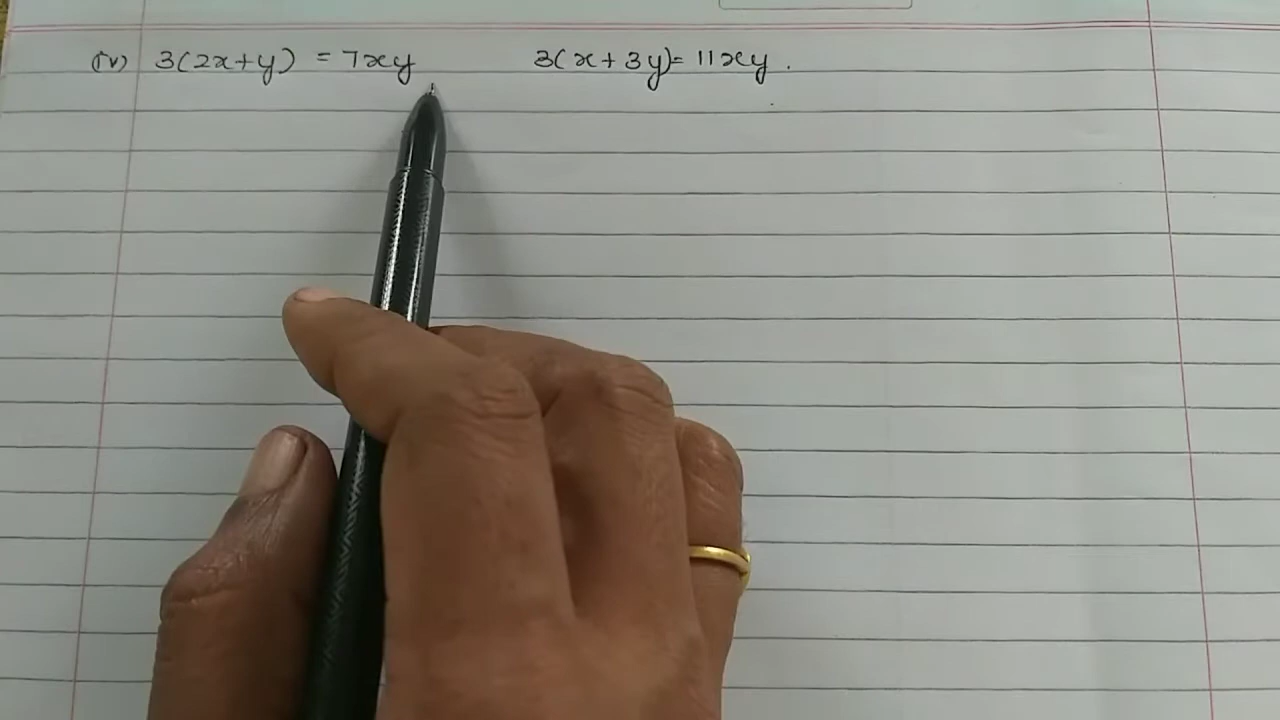 (iv) 3(2x+y) = 7xy 3(x+3y)= 11xy.